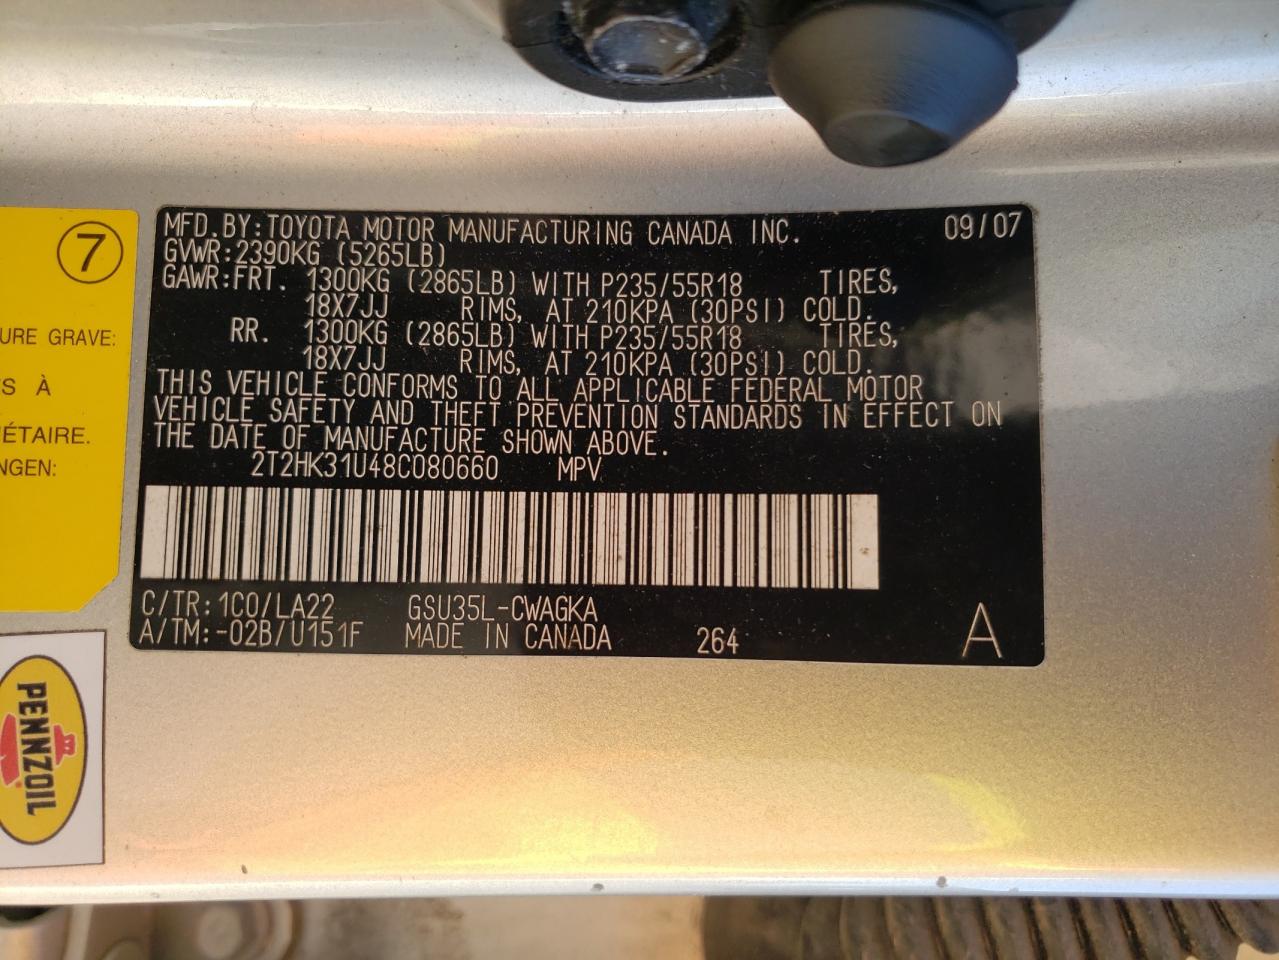 MFD.BY:TOYOTA MOTOR MANUFACTURING CANADA INC. 09/07
GVWR:2390KG (5265LB)
GAWR:FRT. 1300KG (2865LB) WITH P235/55R18 TIRES,
18X7JJ RIMS, AT 210KPA (30PSI) COLD.
RR. 1300KG (2865LB) WITH P235/55R18 TIRES,
18X7JJ RIMS, AT 210KPA (30PSI) COLD.
THIS VEHICLE CONFORMS TO ALL APPLICABLE FEDERAL MOTOR
VEHICLE SAFETY AND THEFT PREVENTION STANDARDS IN EFFECT ON
THE DATE OF MANUFACTURE SHOWN ABOVE.
2T2HK31U48C080660 MPV
C/TR:1C0/LA22 GSU35L-CWAGKA
A/TM:-02B/U151F MADE IN CANADA 264 A
7
URE GRAVE:
S À
IÉTAIRE.
NGEN:
PENNZOIL